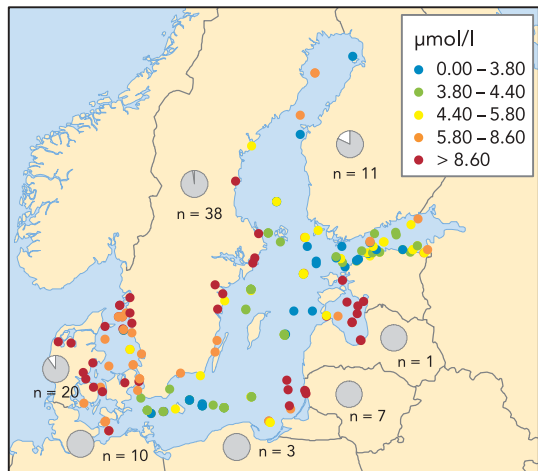 µmol/l
0.00 – 3.80
3.80 – 4.40
4.40 – 5.80
5.80 – 8.60
> 8.60
n = 11
n = 38
n = 1
n = 20
n = 7
n = 10
n = 3